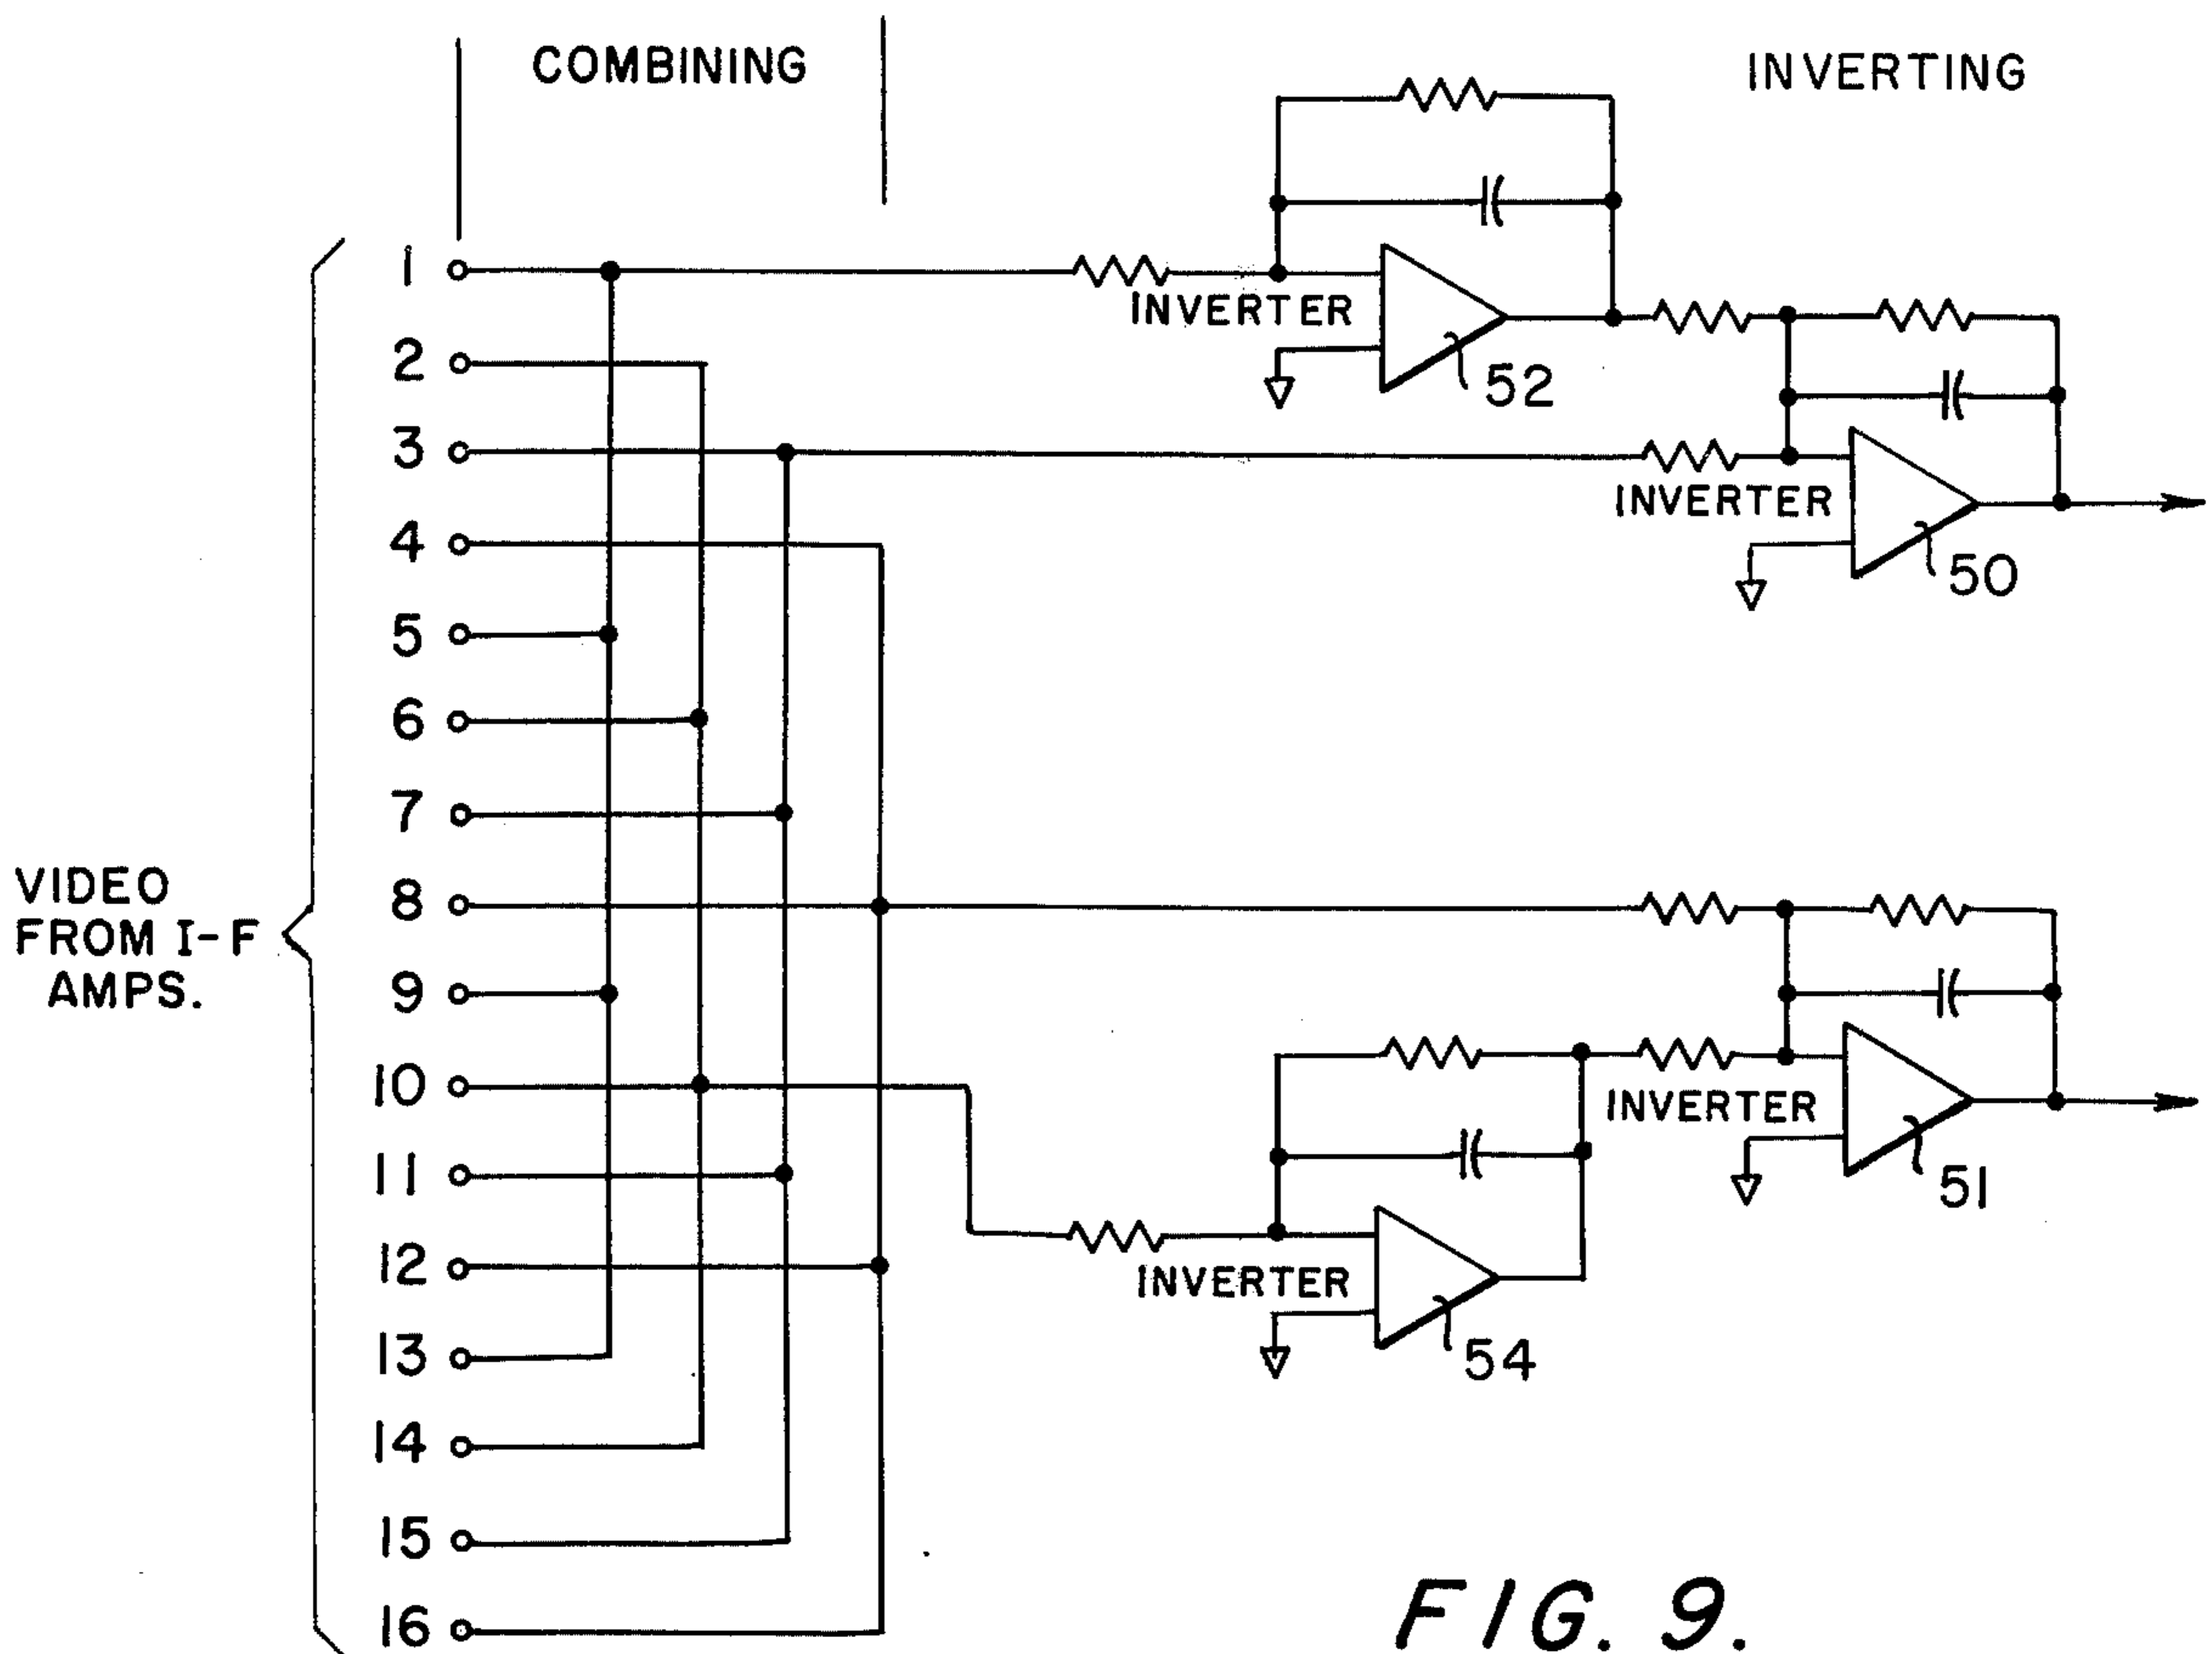 COMBINING
INVERTING
1
INVERTER
2
52
3
INVERTER
4
50
5
6
7
VIDEO
FROM I-F
AMPS.
8
9
10
INVERTER
11
51
12
INVERTER
13
54
14
15
16
FIG. 9.